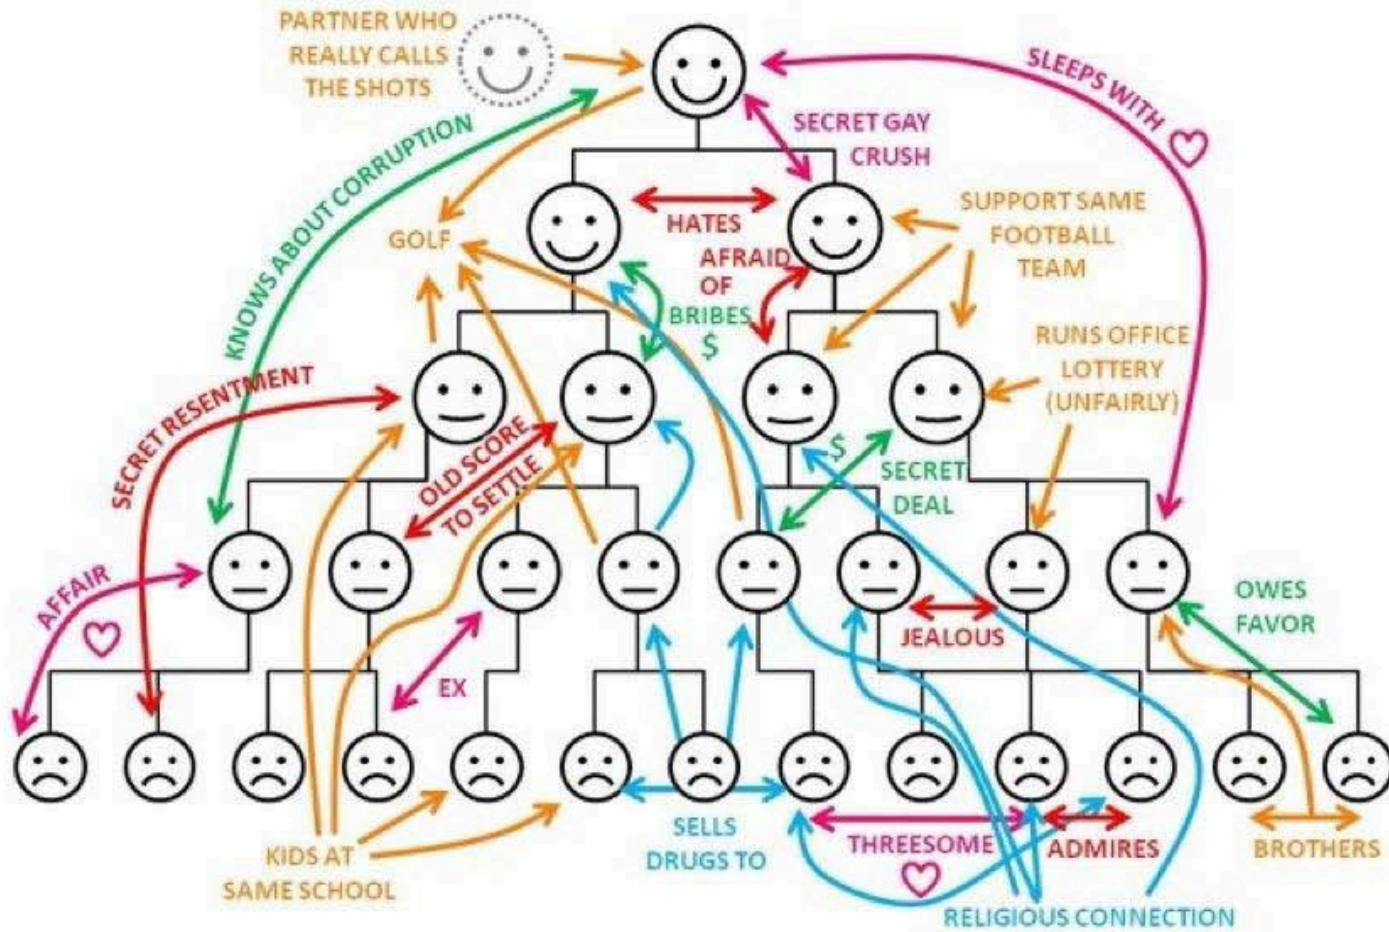 PARTNER WHO
REALLY CALLS
THE SHOTS
SLEEPS WITH
SECRET GAY
CRUSH
KNOWS ABOUT CORRUPTION
GOLF
HATES
SUPPORT SAME
FOOTBALL
TEAM
AFRAID
OF
BRIBES
$
RUNS OFFICE
LOTTERY
(UNFAIRLY)
SECRET RESENTMENT
OLD SCORE
TO SETTLE
$
SECRET
DEAL
AFFAIR
EX
JEALOUS
OWES
FAVOR
KIDS AT
SAME SCHOOL
SELLS
DRUGS TO
THREESOME
ADMIRES
BROTHERS
RELIGIOUS CONNECTION